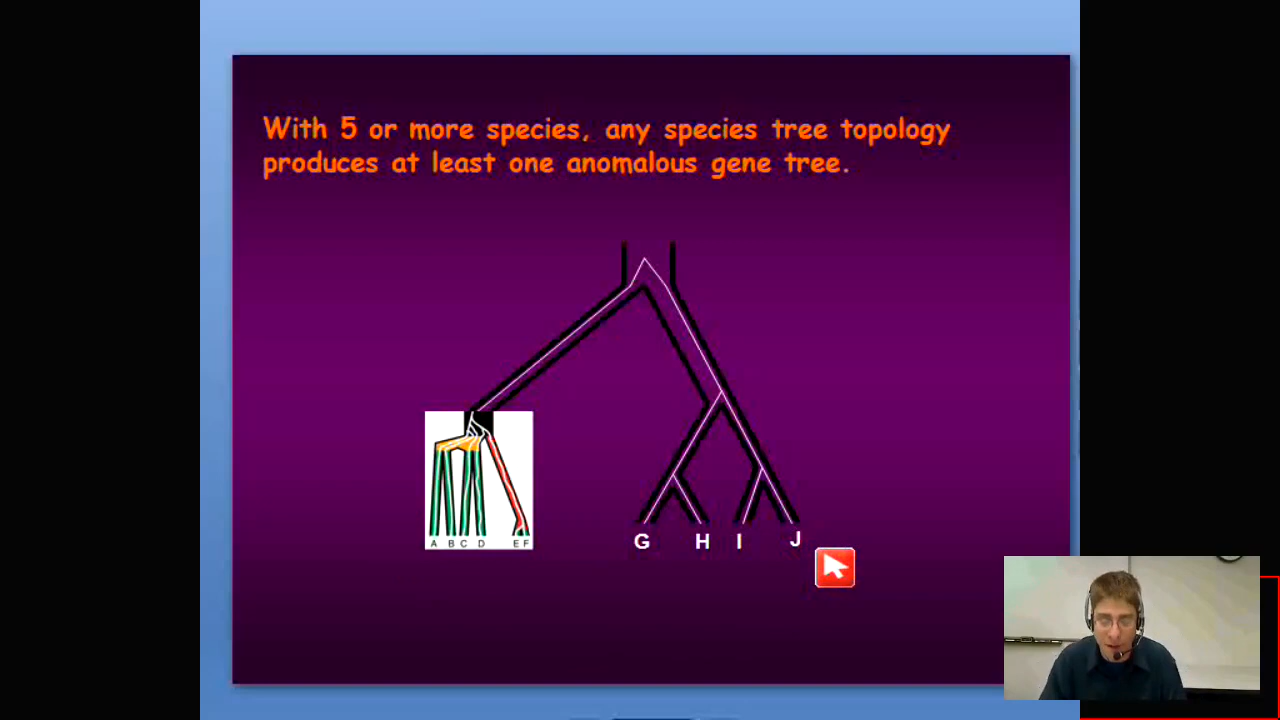 With 5 or more species, any species tree topology
produces at least one anomalous gene tree.
A B C D E F
G H I J